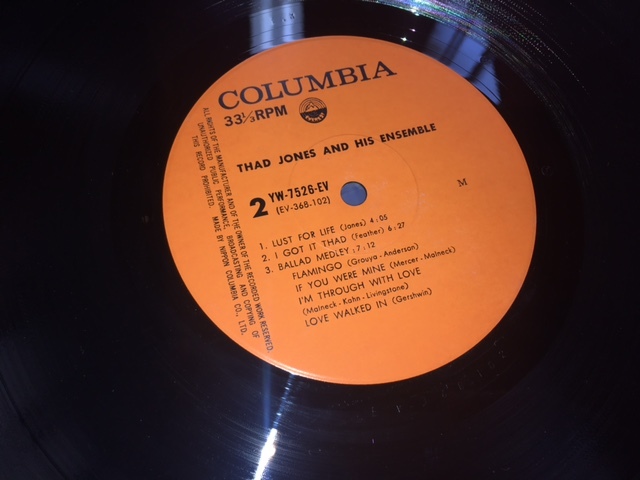 COLUMBIA
33⅓RPM
THAD JONES AND HIS ENSEMBLE
2 YW-7526-EV
(EV-368-102)
M
1. LUST FOR LIFE (Jones) 4:05
2. I GOT IT THAD (Feather) 6:27
3. BALLAD MEDLEY:7:12
FLAMINGO (Grouya-Anderson)
IF YOU WERE MINE (Mercer-Malneck)
I'M THROUGH WITH LOVE
(Malneck-Kahn-Livingstone)
LOVE WALKED IN (Gershwin)
ALL RIGHTS OF THE MANUFACTURER AND OF THE OWNER OF THE RECORDED WORK RESERVED.
UNAUTHORIZED PUBLIC PERFORMANCE, BROADCASTING AND COPYING OF
THIS RECORD PROHIBITED. MADE BY NIPPON COLUMBIA CO., LTD.